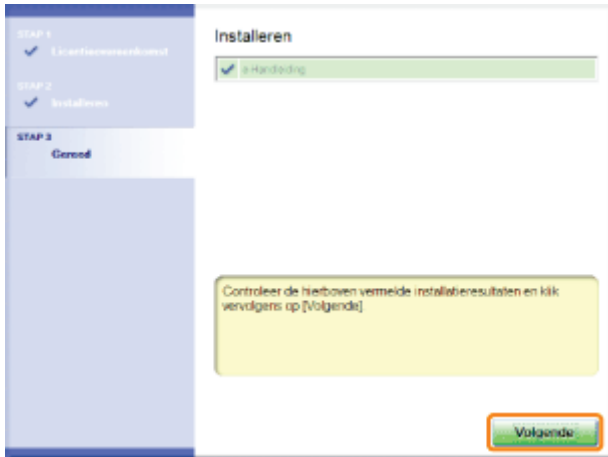 STAP 1
Licentieovereenkomst
STAP 2
Installeren
STAP 3
Gereed
Installeren
e-Handleiding
Controleer de hierboven vermelde installatieresultaten en klik
vervolgens op [Volgende]
Volgende